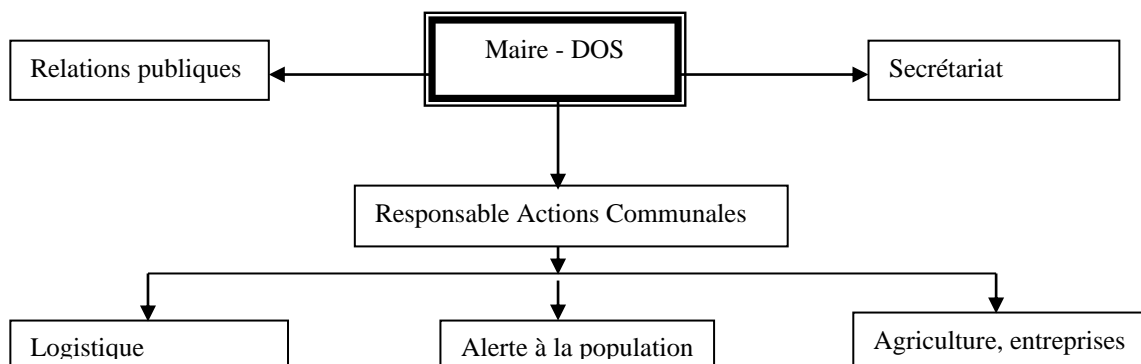 Maire - DOS
Relations publiques
Secrétariat
Responsable Actions Communales
Logistique
Alerte à la population
Agriculture, entreprises